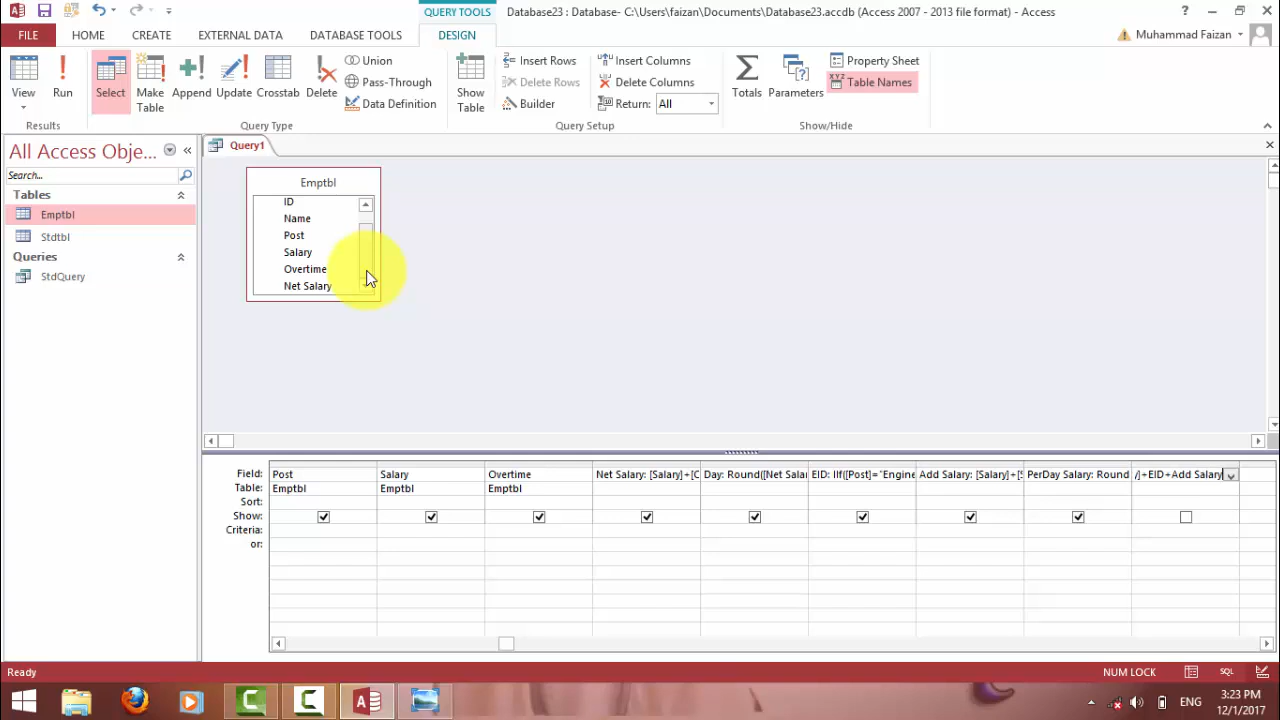 QUERY TOOLS
Database23 : Database- C:\Users\faizan\Documents\Database23.accdb (Access 2007 - 2013 file format) - Access
FILE HOME CREATE EXTERNAL DATA DATABASE TOOLS DESIGN Muhammad Faizan
View
Run
Select
Make Table
Append
Update
Crosstab
Delete
Union
Pass-Through
Data Definition
Show Table
Insert Rows
Delete Rows
Builder
Insert Columns
Delete Columns
Return: All
Totals
Parameters
Property Sheet
XYZ Table Names
Results Query Type Query Setup Show/Hide
All Access Obje...
Search...
Tables
Emptbl
Stdtbl
Queries
StdQuery
Query1
Emptbl
ID
Name
Post
Salary
Overtime
Net Salary
Field: Post Salary Overtime Net Salary: [Salary]+[O Day: Round([Net Salar EID: IIf([Post]="Engine Add Salary: [Salary]+[S PerDay Salary: Round /]+EID+Add Salary
Table: Emptbl Emptbl Emptbl
Sort:
Show:
Criteria:
or:
Ready NUM LOCK SQL
ENG
3:23 PM
12/1/2017